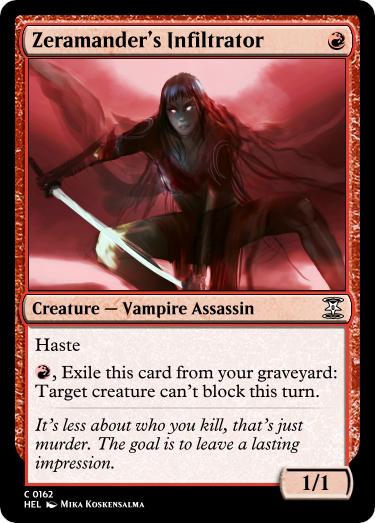 Zeramander's Infiltrator
Creature — Vampire Assassin
Haste
, Exile this card from your graveyard:
Target creature can't block this turn.
It's less about who you kill, that's just
murder. The goal is to leave a lasting
impression.
1/1
C 0162
HEL Mika Koskensalma